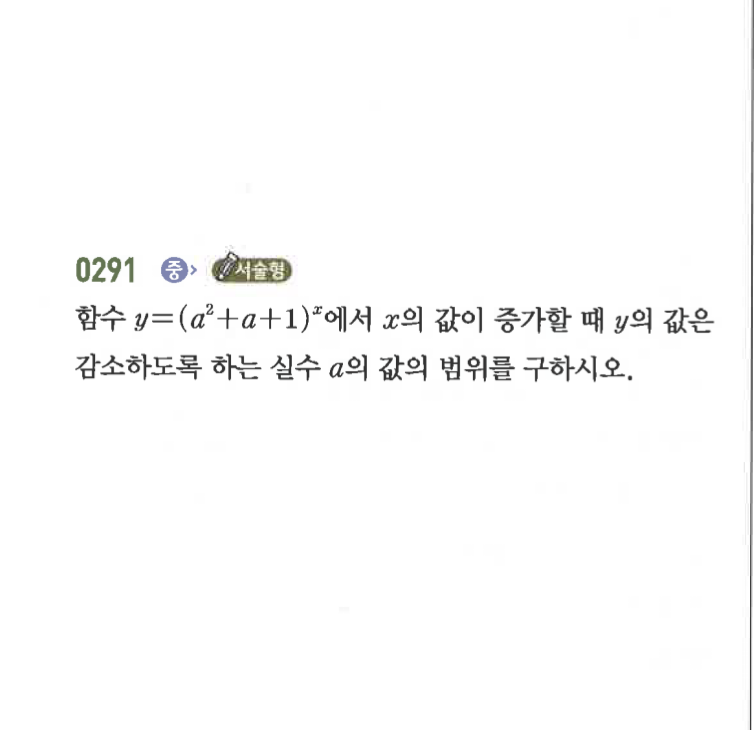 0291 중 서술형
함수 y=(a²+a+1)ˣ에서 x의 값이 증가할 때 y의 값은
감소하도록 하는 실수 a의 값의 범위를 구하시오.